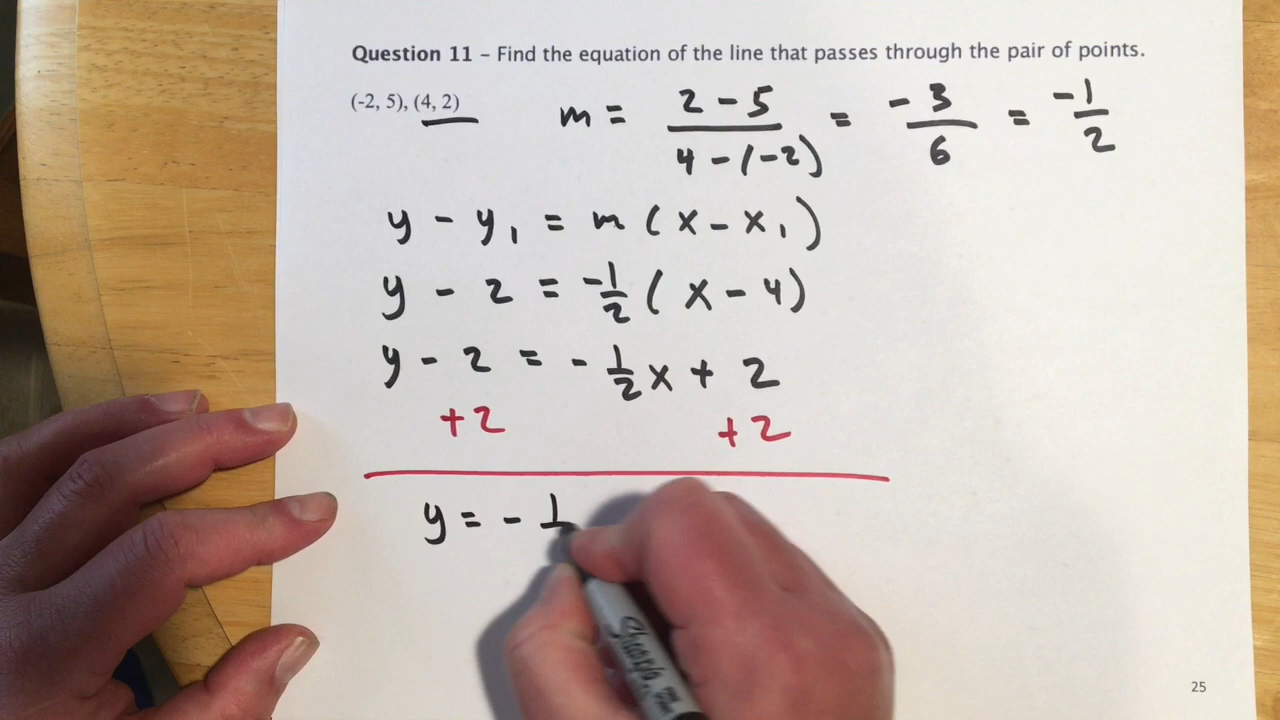 Question 11 – Find the equation of the line that passes through the pair of points.
(-2, 5), (4, 2) m = 2 - 5 / 4 - (-2) = -3 / 6 = -1 / 2
y - y₁ = m(x - x₁)
y - 2 = -1/2 (x - 4)
y - 2 = - 1/2 x + 2
+2 +2
y = - 1
Sharpie
25